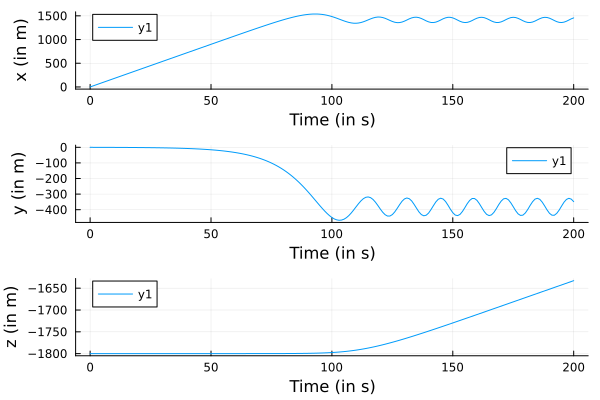 x (in m)
1500
1000
500
0
y1
0 50 100 150 200
Time (in s)
y (in m)
0
−100
−200
−300
−400
y1
0 50 100 150 200
Time (in s)
z (in m)
−1650
−1700
−1750
−1800
y1
0 50 100 150 200
Time (in s)